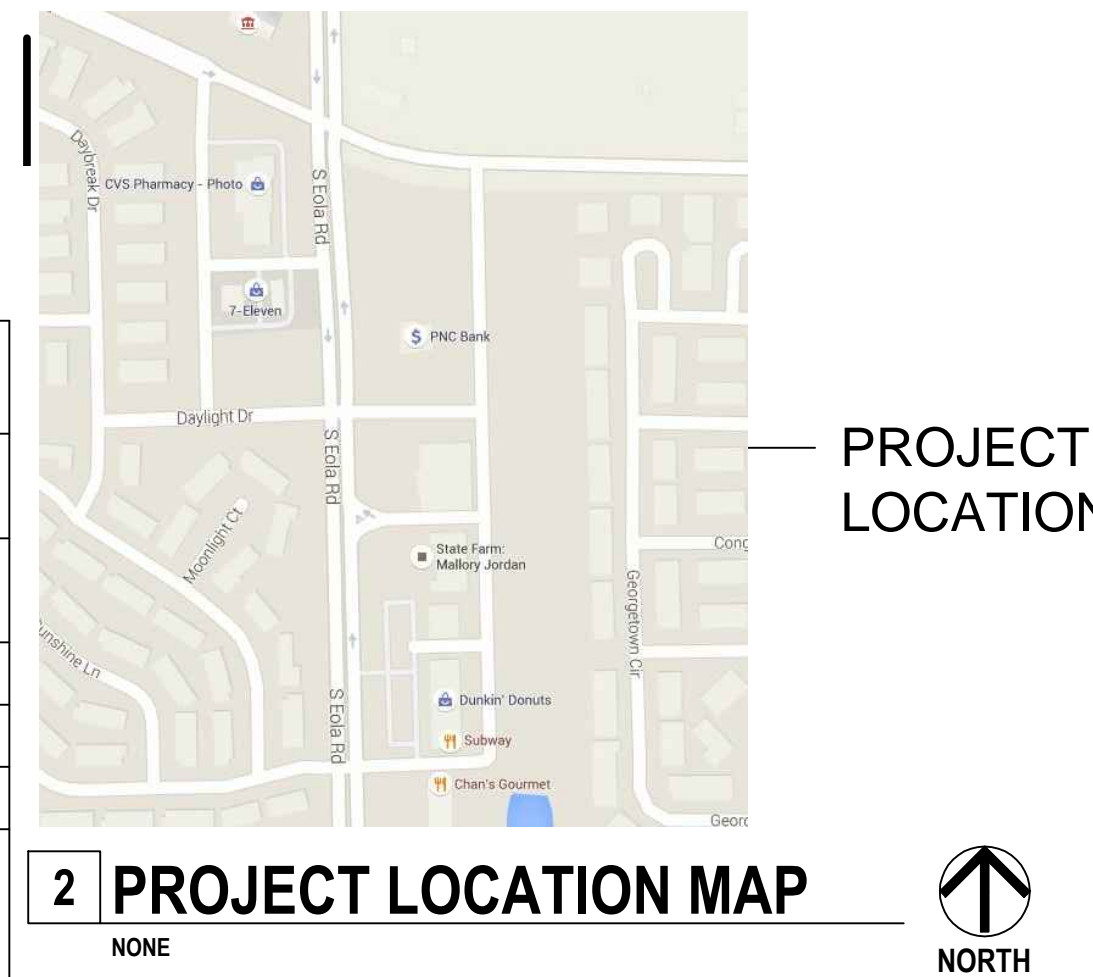 Daybreak Dr
CVS Pharmacy - Photo
S Eola Rd
7-Eleven
PNC Bank
Daylight Dr
S Eola Rd
PROJECT
LOCATION
Moonlight Ct
State Farm:
Mallory Jordan
Cong
Georgetown Cir
unshine Ln
S Eola Rd
Dunkin' Donuts
Subway
Chan's Gourmet
Georg
2 PROJECT LOCATION MAP
NONE
NORTH